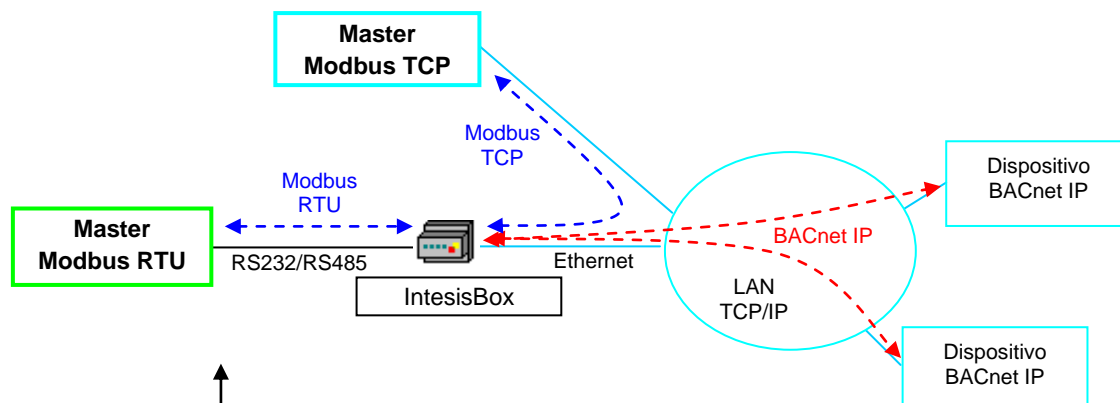 Master
Modbus TCP
Modbus
TCP
Dispositivo
BACnet IP
Modbus
RTU
Master
Modbus RTU
BACnet IP
RS232/RS485
Ethernet
IntesisBox
LAN
TCP/IP
Dispositivo
BACnet IP